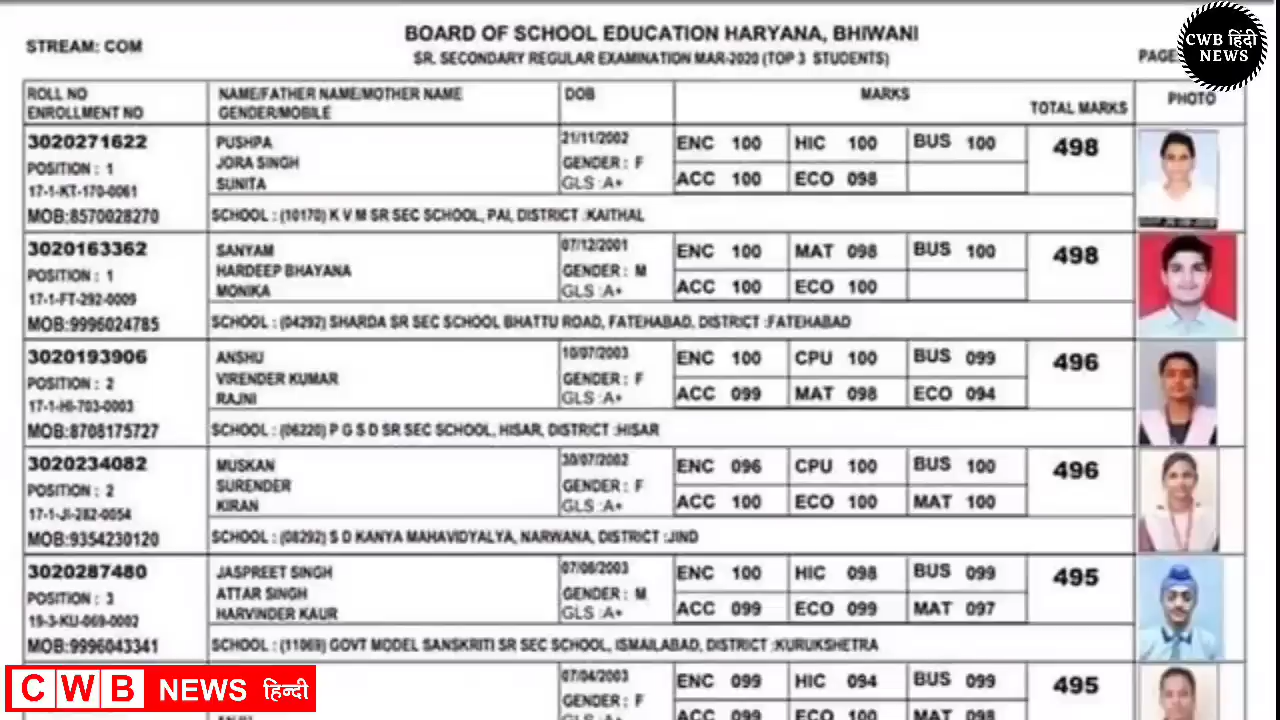 BOARD OF SCHOOL EDUCATION HARYANA, BHIWANI
STREAM: COM
SR. SECONDARY REGULAR EXAMINATION MAR-2020 (TOP 3 STUDENTS)
PAGE
CWB हिंदी
NEWS
ROLL NO NAME/FATHER NAME/MOTHER NAME DOB MARKS PHOTO
ENROLLMENT NO GENDER/MOBILE TOTAL MARKS
3020271622 PUSHPA 21/11/2002 ENC 100 HIC 100 BUS 100 498
POSITION : 1 JORA SINGH GENDER : F
17-1-KT-170-0061 SUNITA GLS :A+ ACC 100 ECO 098
MOB:8570028270 SCHOOL : (10170) K V M SR SEC SCHOOL, PAI, DISTRICT :KAITHAL
3020163362 SANYAM 07/12/2001 ENC 100 MAT 098 BUS 100 498
POSITION : 1 HARDEEP BHAYANA GENDER : M
17-1-FT-292-0009 MONIKA GLS :A+ ACC 100 ECO 100
MOB:9996024785 SCHOOL : (04292) SHARDA SR SEC SCHOOL BHATTU ROAD, FATEHABAD, DISTRICT :FATEHABAD
3020193906 ANSHU 10/07/2003 ENC 100 CPU 100 BUS 099 496
POSITION : 2 VIRENDER KUMAR GENDER : F
17-1-HI-703-0003 RAJNI GLS :A+ ACC 099 MAT 098 ECO 094
MOB:8708175727 SCHOOL : (06220) P G S D SR SEC SCHOOL, HISAR, DISTRICT :HISAR
3020234082 MUSKAN 30/07/2002 ENC 096 CPU 100 BUS 100 496
POSITION : 2 SURENDER GENDER : F
17-1-JI-282-0054 KIRAN GLS :A+ ACC 100 ECO 100 MAT 100
MOB:9354230120 SCHOOL : (08292) S D KANYA MAHAVIDYALYA, NARWANA, DISTRICT :JIND
3020287480 JASPREET SINGH 07/08/2003 ENC 100 HIC 098 BUS 099 495
POSITION : 3 ATTAR SINGH GENDER : M
19-3-KU-069-0002 HARVINDER KAUR GLS :A+ ACC 099 ECO 099 MAT 097
MOB:9996043341 SCHOOL : (11069) GOVT MODEL SANSKRITI SR SEC SCHOOL, ISMAILABAD, DISTRICT :KURUKSHETRA
07/04/2003 ENC 099 HIC 094 BUS 099 495
GENDER : F
ACC 099 ECO 100 MAT 098
CWB NEWS हिन्दी